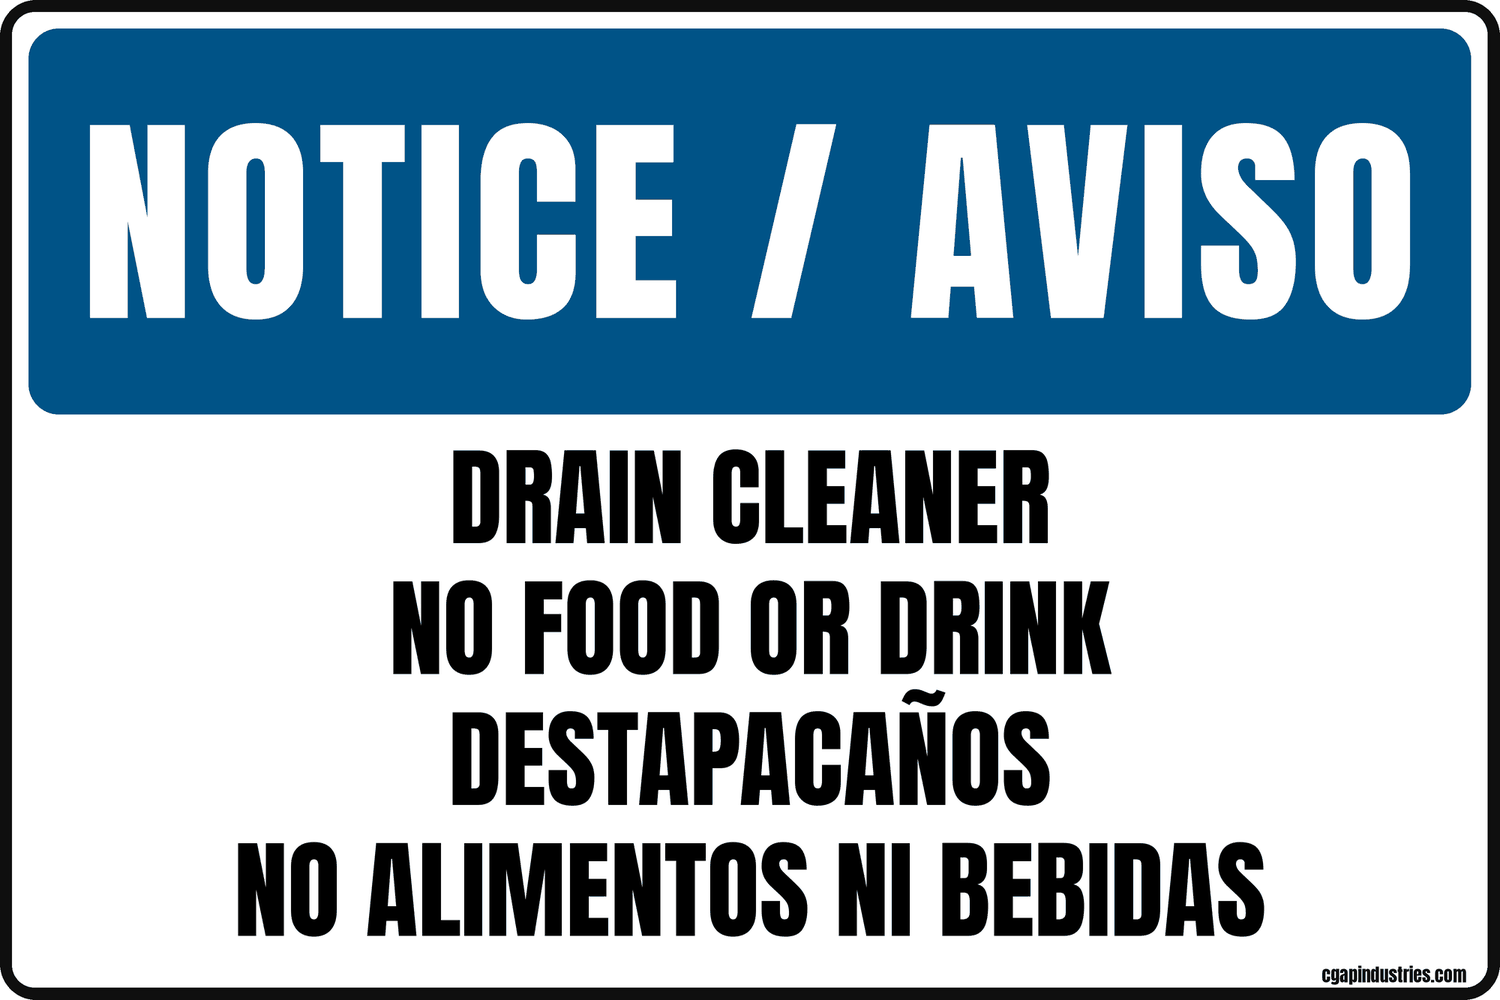 NOTICE / AVISO
DRAIN CLEANER
NO FOOD OR DRINK
DESTAPACAÑOS
NO ALIMENTOS NI BEBIDAS
cgapindustries.com